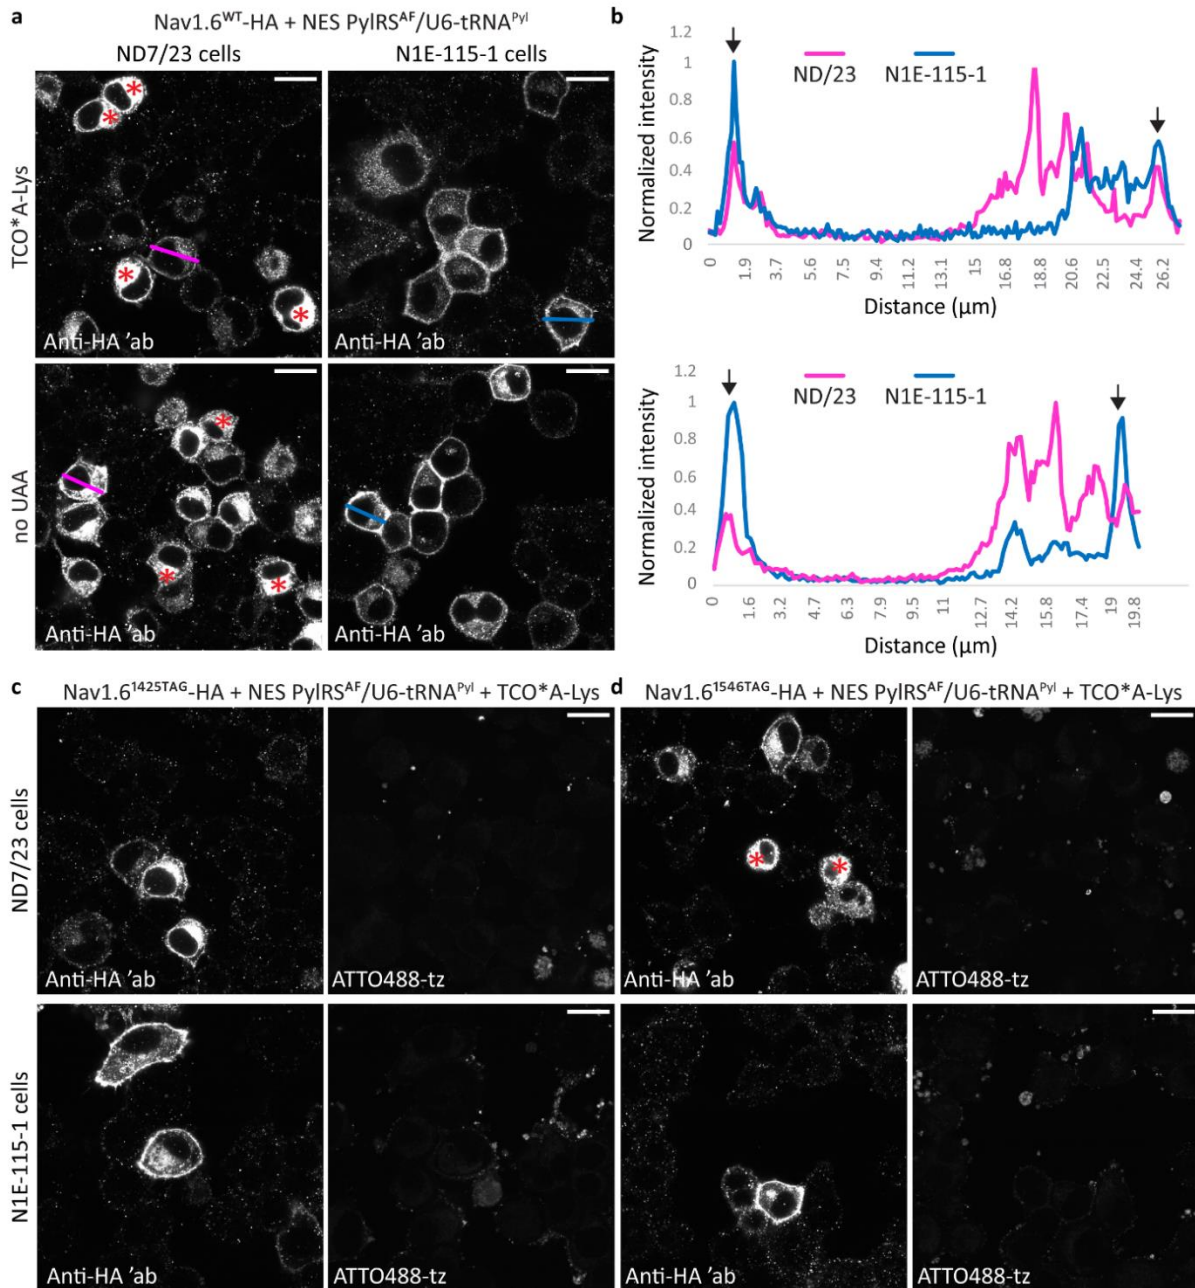 a
Nav1.6ᵂᵀ-HA + NES PylRSᴬᶠ/U6-tRNAᴾʸˡ
ND7/23 cells
N1E-115-1 cells
TCO*A-Lys
Anti-HA ’ab
Anti-HA ’ab
no UAA
Anti-HA ’ab
Anti-HA ’ab
b
Normalized intensity
1.2
1
0.8
0.6
0.4
0.2
0
ND/23
N1E-115-1
0 1.9 3.7 5.6 7.5 9.4 11.2 13.1 15 16.8 18.8 20.6 22.5 24.4 26.2
Distance (μm)
Normalized intensity
1.2
1
0.8
0.6
0.4
0.2
0
ND/23
N1E-115-1
0 1.6 3.2 4.7 6.3 7.9 9.5 11 12.7 14.2 15.8 17.4 19 19.8
Distance (μm)
c
Nav1.6¹⁴²⁵ᵀᴬᴳ-HA + NES PylRSᴬᶠ/U6-tRNAᴾʸˡ + TCO*A-Lys
ND7/23 cells
Anti-HA ’ab
ATTO488-tz
N1E-115-1 cells
Anti-HA ’ab
ATTO488-tz
d
Nav1.6¹⁵⁴⁶ᵀᴬᴳ-HA + NES PylRSᴬᶠ/U6-tRNAᴾʸˡ + TCO*A-Lys
Anti-HA ’ab
ATTO488-tz
Anti-HA ’ab
ATTO488-tz